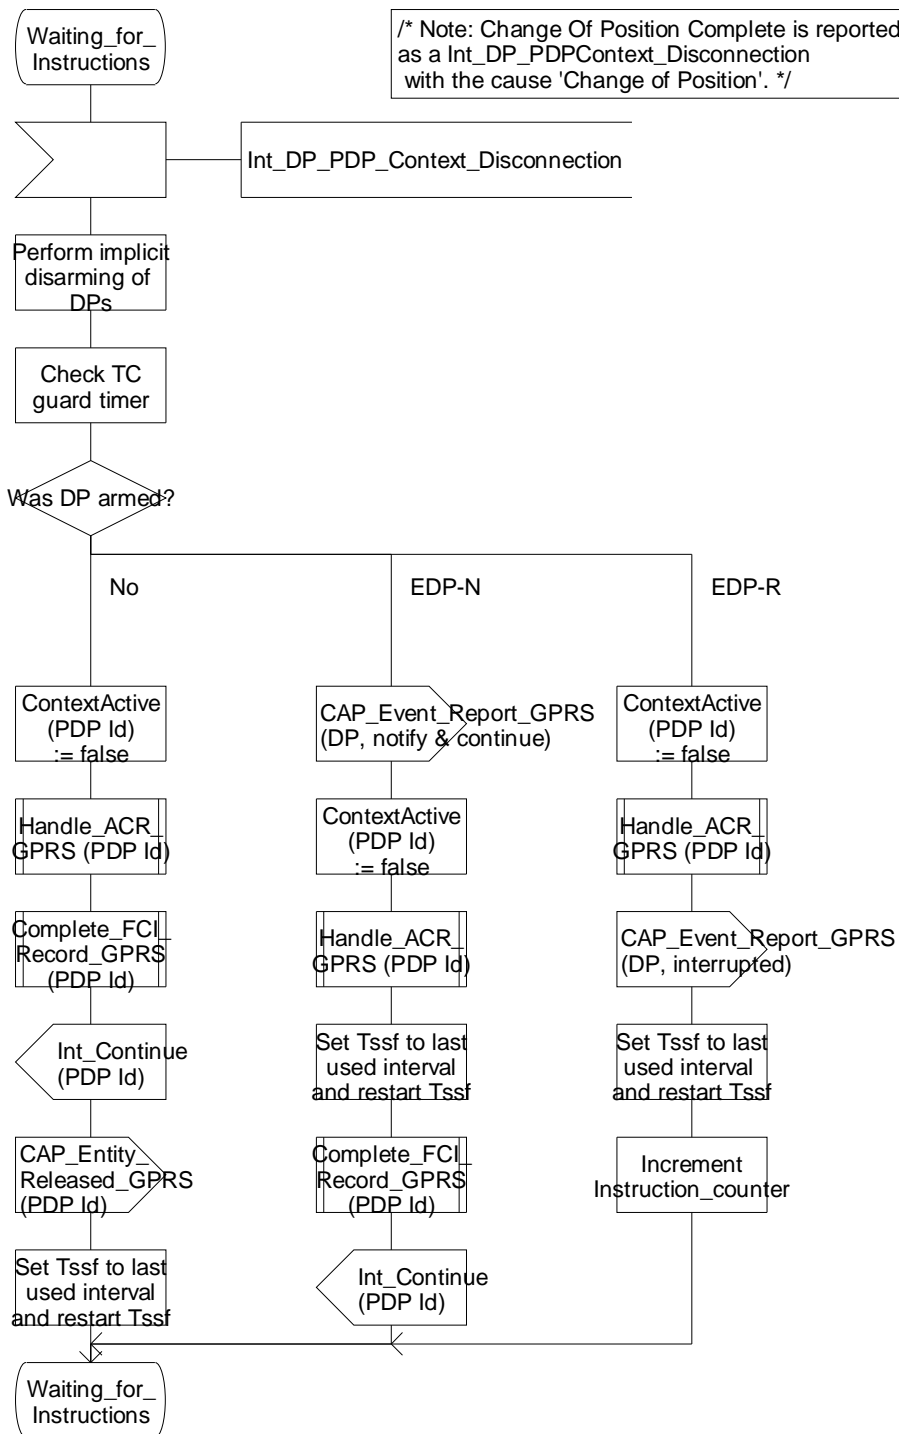 Waiting_for_
Instructions
/* Note: Change Of Position Complete is reported
as a Int_DP_PDPContext_Disconnection
with the cause 'Change of Position'. */
Int_DP_PDP_Context_Disconnection
Perform implicit
disarming of
DPs
Check TC
guard timer
Was DP armed?
No
EDP-N
EDP-R
ContextActive
(PDP Id)
:= false
Handle_ACR_
GPRS (PDP Id)
Complete_FCI_
Record_GPRS
(PDP Id)
Int_Continue
(PDP Id)
CAP_Entity_
Released_GPRS
(PDP Id)
Set Tssf to last
used interval
and restart Tssf
CAP_Event_Report_GPRS
(DP, notify & continue)
ContextActive
(PDP Id)
:= false
Handle_ACR_
GPRS (PDP Id)
Set Tssf to last
used interval
and restart Tssf
Complete_FCI_
Record_GPRS
(PDP Id)
Int_Continue
(PDP Id)
ContextActive
(PDP Id)
:= false
Handle_ACR_
GPRS (PDP Id)
CAP_Event_Report_GPRS
(DP, interrupted)
Set Tssf to last
used interval
and restart Tssf
Increment
Instruction_counter
Waiting_for_
Instructions